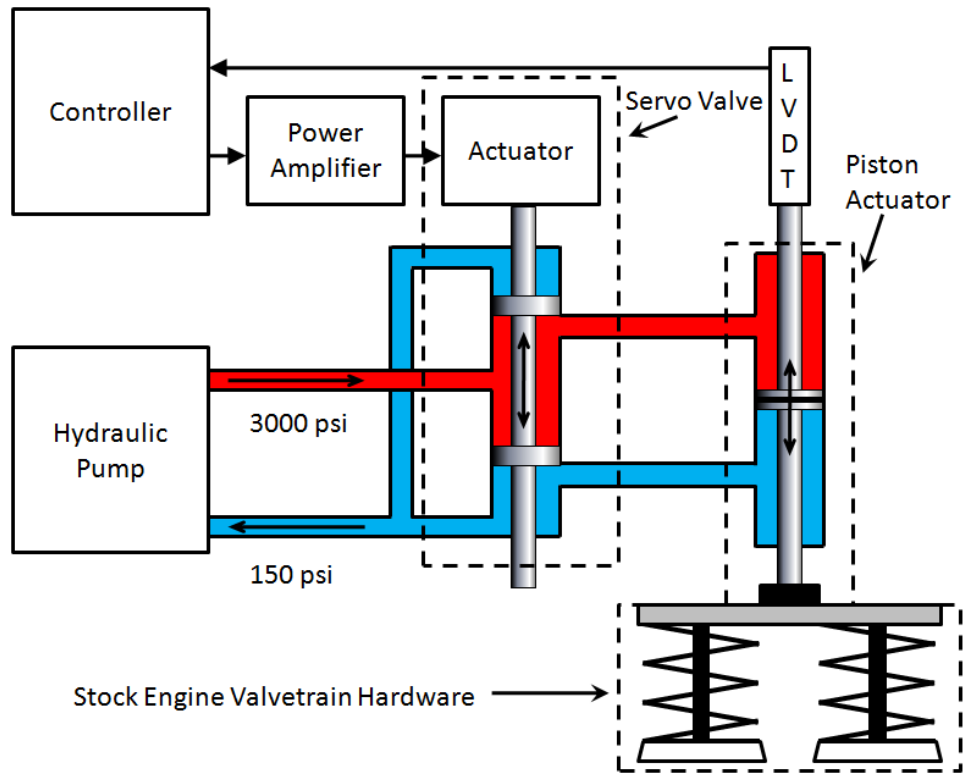 Controller
Power
Amplifier
Actuator
Servo Valve
L
V
D
T
Piston
Actuator
Hydraulic
Pump
3000 psi
150 psi
Stock Engine Valvetrain Hardware